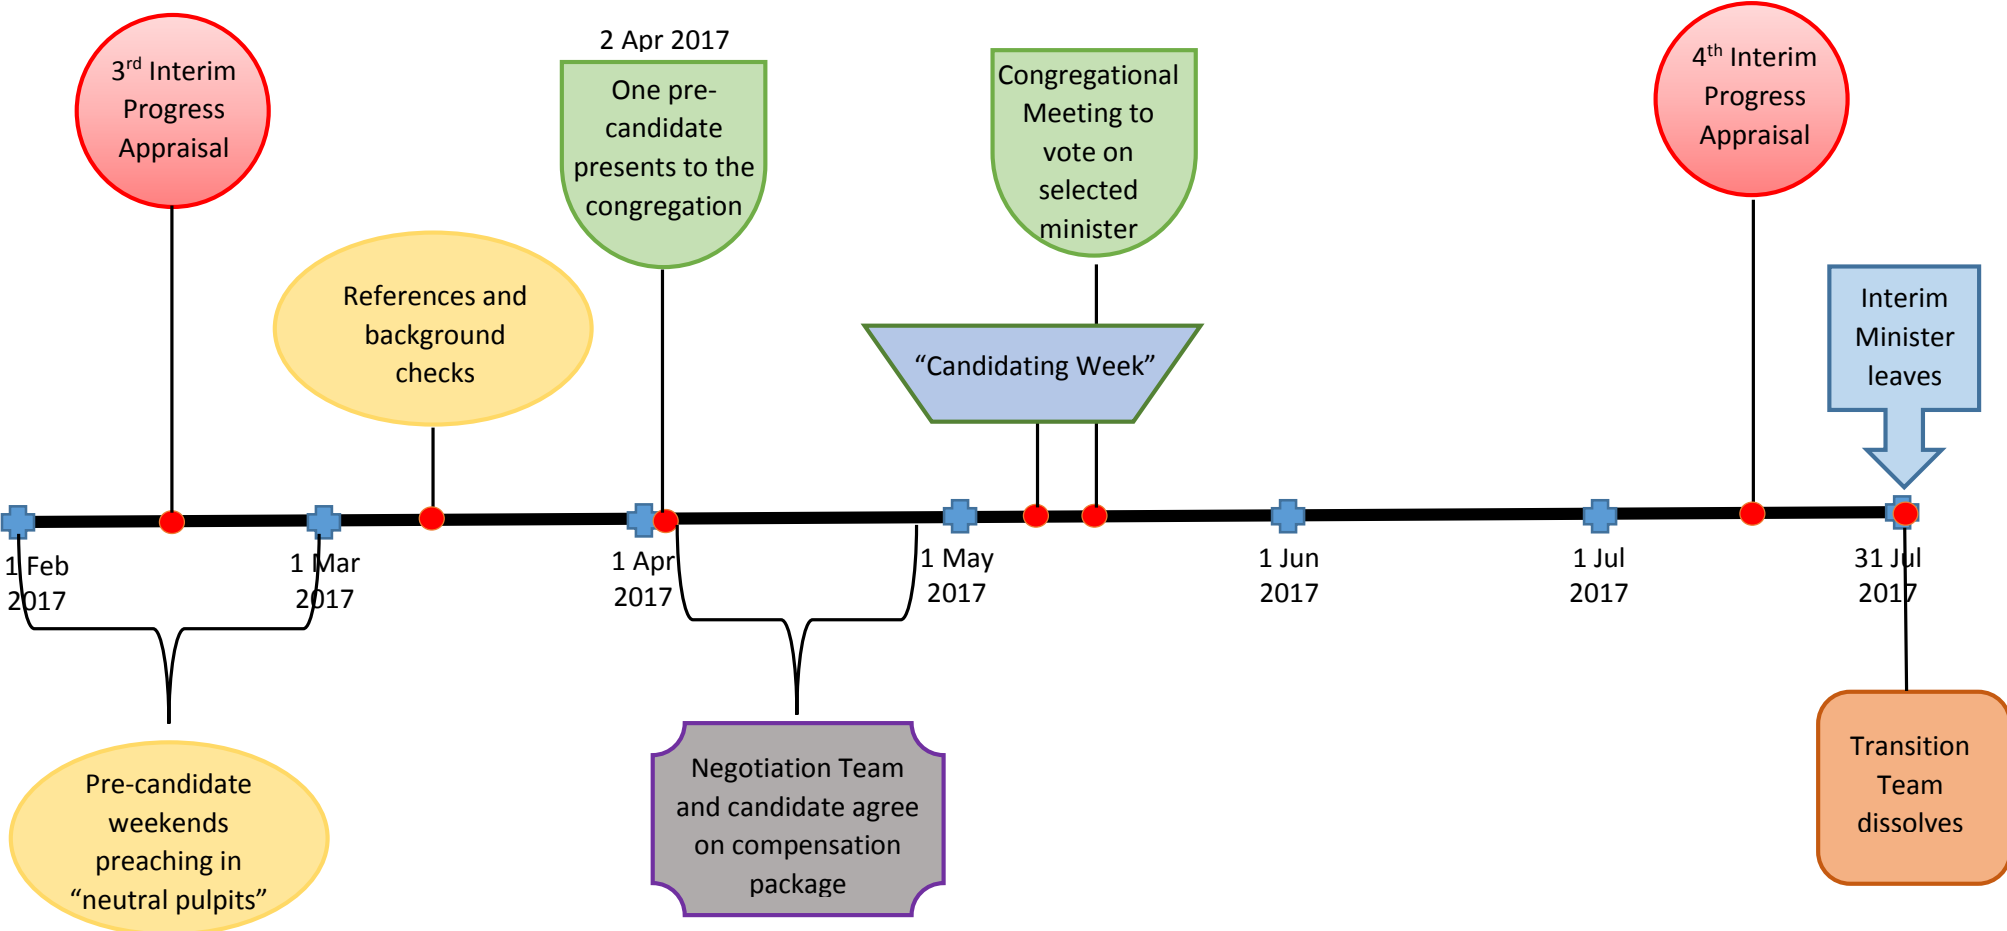 3rd Interim
Progress
Appraisal
2 Apr 2017
One pre-
candidate
presents to the
congregation
Congregational
Meeting to
vote on
selected
minister
4th Interim
Progress
Appraisal
References and
background
checks
“Candidating Week”
Interim
Minister
leaves
1 Feb
2017
1 Mar
2017
1 Apr
2017
1 May
2017
1 Jun
2017
1 Jul
2017
31 Jul
2017
Pre-candidate
weekends
preaching in
“neutral pulpits”
Negotiation Team
and candidate agree
on compensation
package
Transition
Team
dissolves